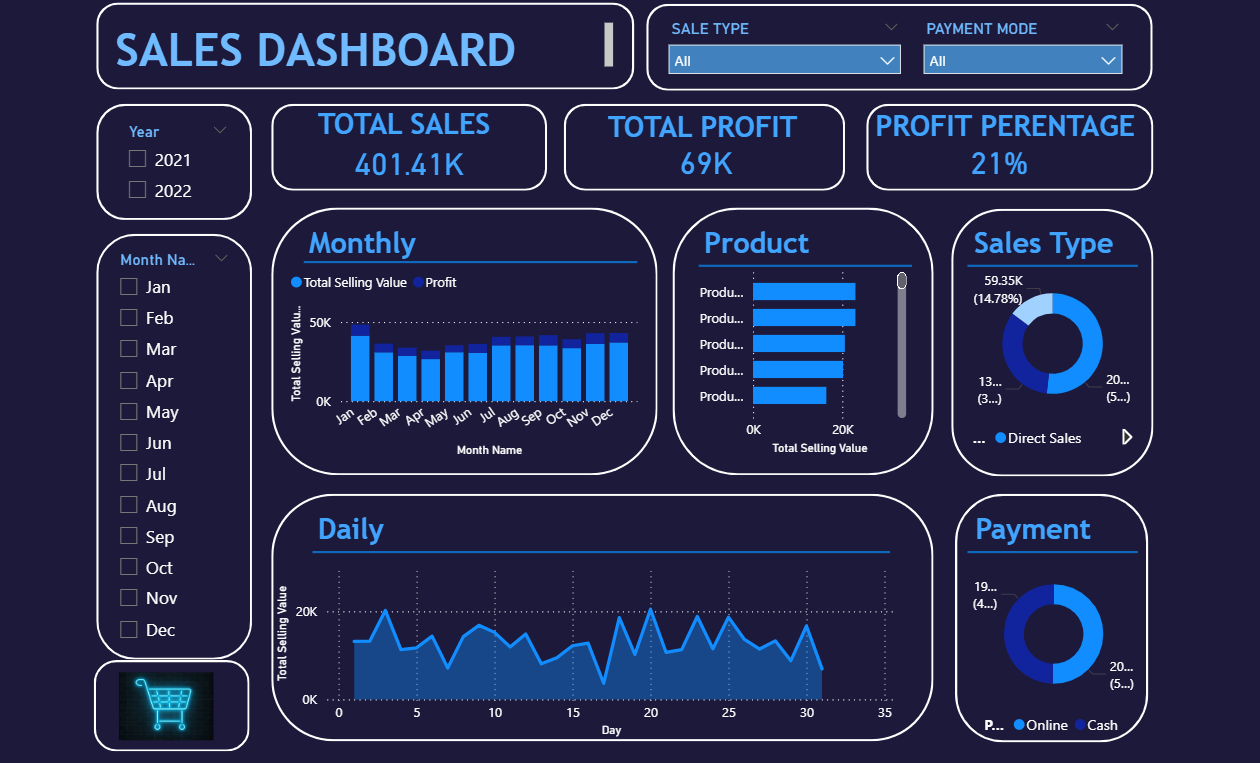 SALES DASHBOARD
SALE TYPE
All
PAYMENT MODE
All
Year
2021
2022
TOTAL SALES
401.41K
TOTAL PROFIT
69K
PROFIT PERENTAGE
21%
Month Na...
Jan
Feb
Mar
Apr
May
Jun
Jul
Aug
Sep
Oct
Nov
Dec
Monthly
Total Selling Value Profit
Total Selling Valu...
50K
0K
Jan Feb Mar Apr May Jun Jul Aug Sep Oct Nov Dec
Month Name
Product
Produ...
Produ...
Produ...
Produ...
Produ...
0K 20K
Total Selling Value
Sales Type
59.35K
(14.78%)
13...
(3...)
20...
(5...)
... Direct Sales
Daily
Total Selling Value
20K
0K
0 5 10 15 20 25 30 35
Day
Payment
19...
(4...)
20...
(5...)
P... Online Cash